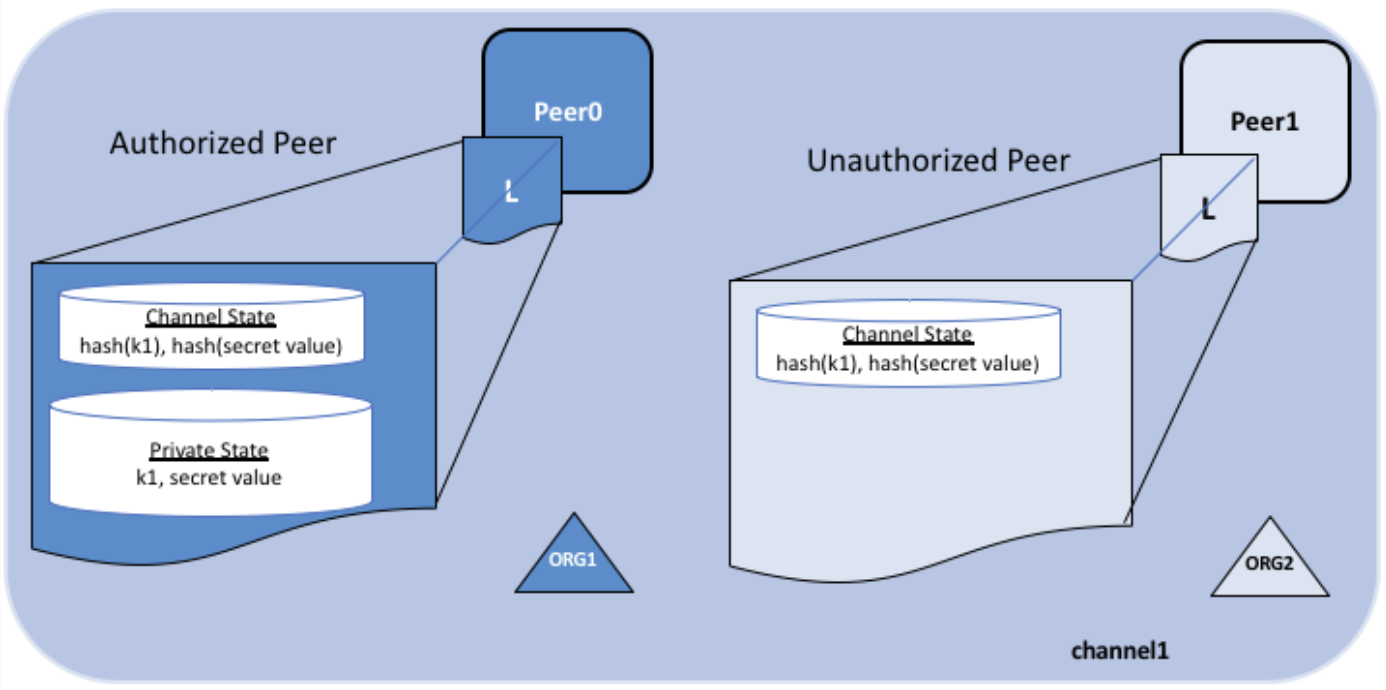 Peer0
Authorized Peer
L
Channel State
hash(k1), hash(secret value)
Private State
k1, secret value
ORG1
Peer1
Unauthorized Peer
L
Channel State
hash(k1), hash(secret value)
ORG2
channel1